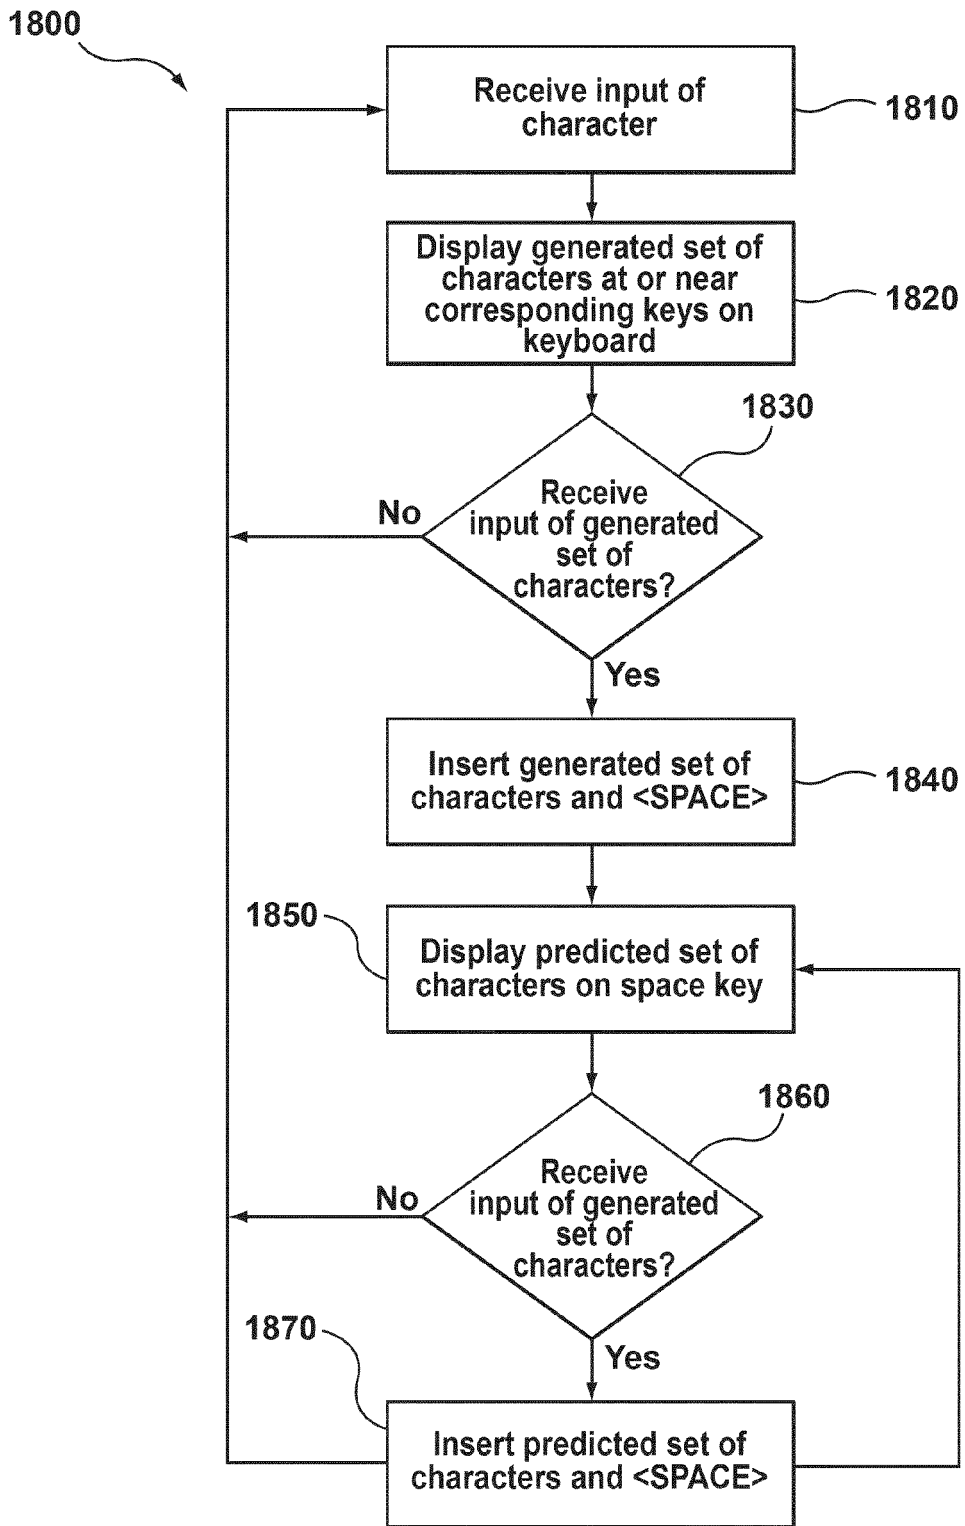 1800
Receive input of
character
1810
Display generated set of
characters at or near
corresponding keys on
keyboard
1820
1830
Receive
input of generated
set of
characters?
No
Yes
Insert generated set of
characters and <SPACE>
1840
1850
Display predicted set of
characters on space key
1860
Receive
input of generated
set of
characters?
No
Yes
1870
Insert predicted set of
characters and <SPACE>